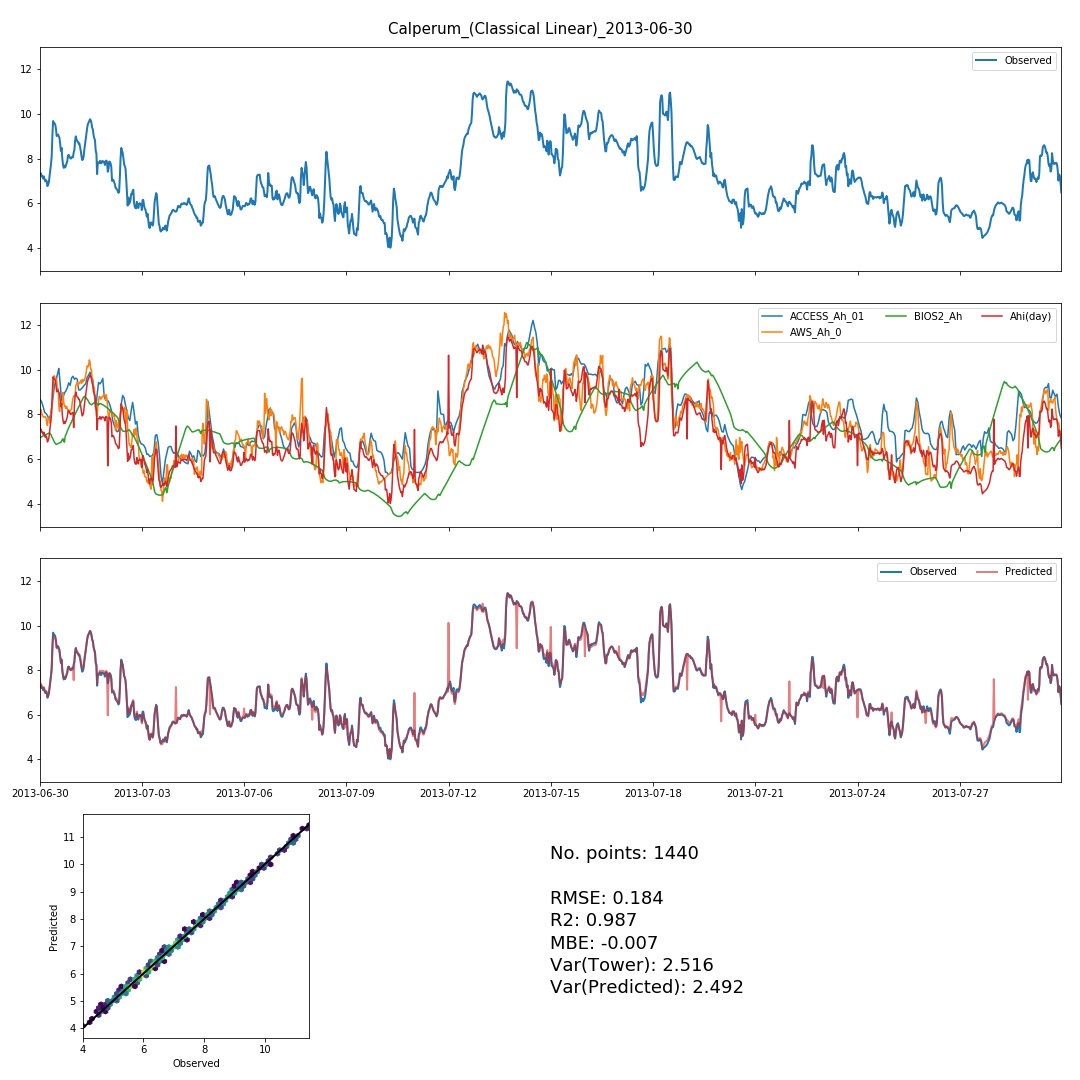 Calperum_(Classical Linear)_2013-06-30
Observed
12
10
8
6
4
ACCESS_Ah_01 BIOS2_Ah Ahi(day)
AWS_Ah_0
12
10
8
6
4
Observed Predicted
12
10
8
6
4
2013-06-30 2013-07-03 2013-07-06 2013-07-09 2013-07-12 2013-07-15 2013-07-18 2013-07-21 2013-07-24 2013-07-27
11
10
9
8
7
6
5
4
Predicted
4 6 8 10
Observed
No. points: 1440
RMSE: 0.184
R2: 0.987
MBE: -0.007
Var(Tower): 2.516
Var(Predicted): 2.492